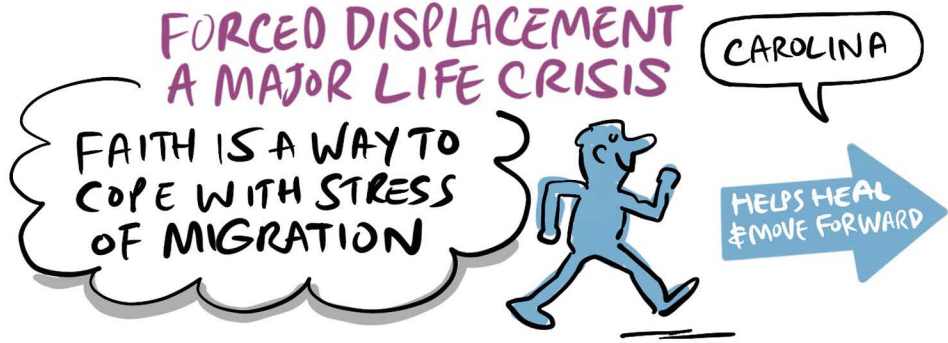 FORCED DISPLACEMENT
A MAJOR LIFE CRISIS
CAROLINA
FAITH IS A WAY TO
COPE WITH STRESS
OF MIGRATION
HELPS HEAL
& MOVE FORWARD